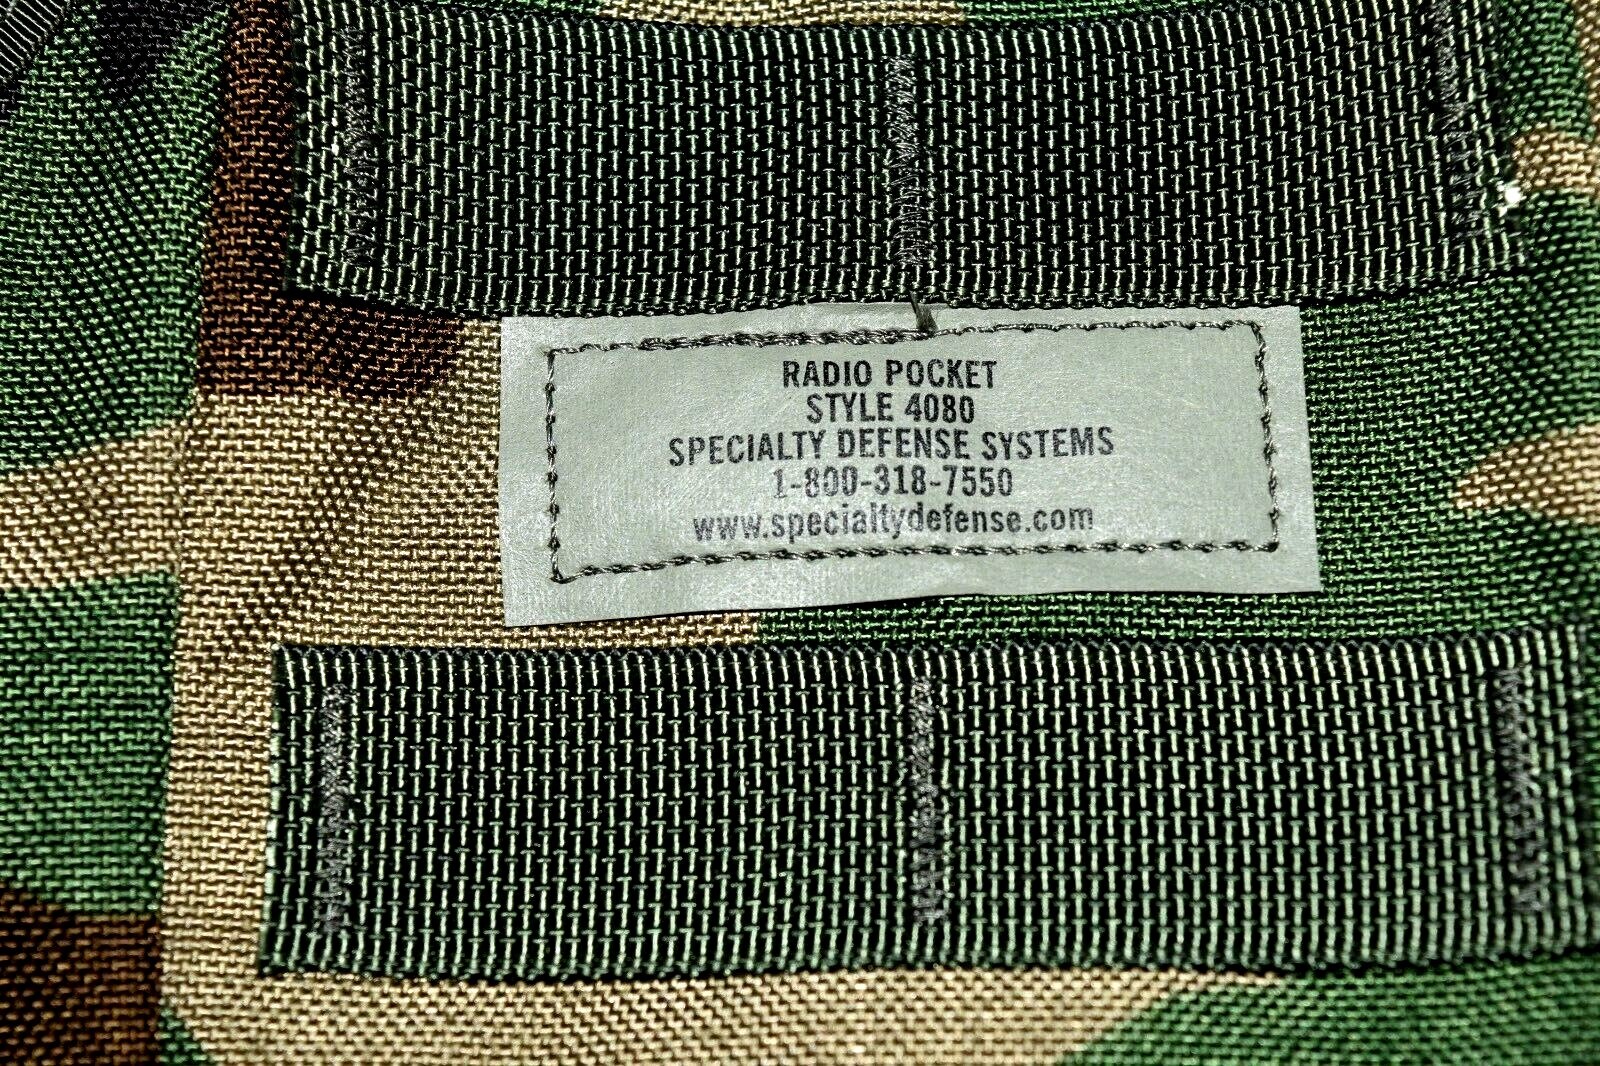 RADIO POCKET
STYLE 4080
SPECIALTY DEFENSE SYSTEMS
1-800-318-7550
www.specialtydefense.com